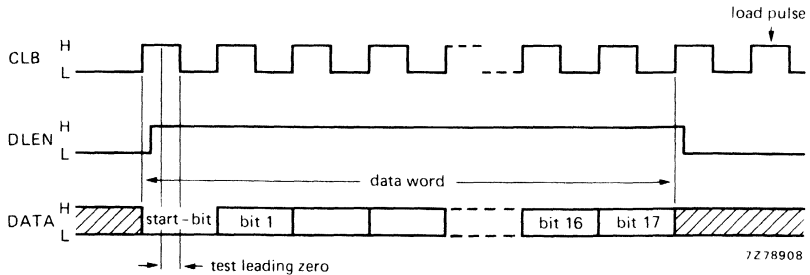 load pulse
CLB H
L
DLEN H
L
data word
DATA H
L
start-bit bit 1 bit 16 bit 17
7Z78908
test leading zero